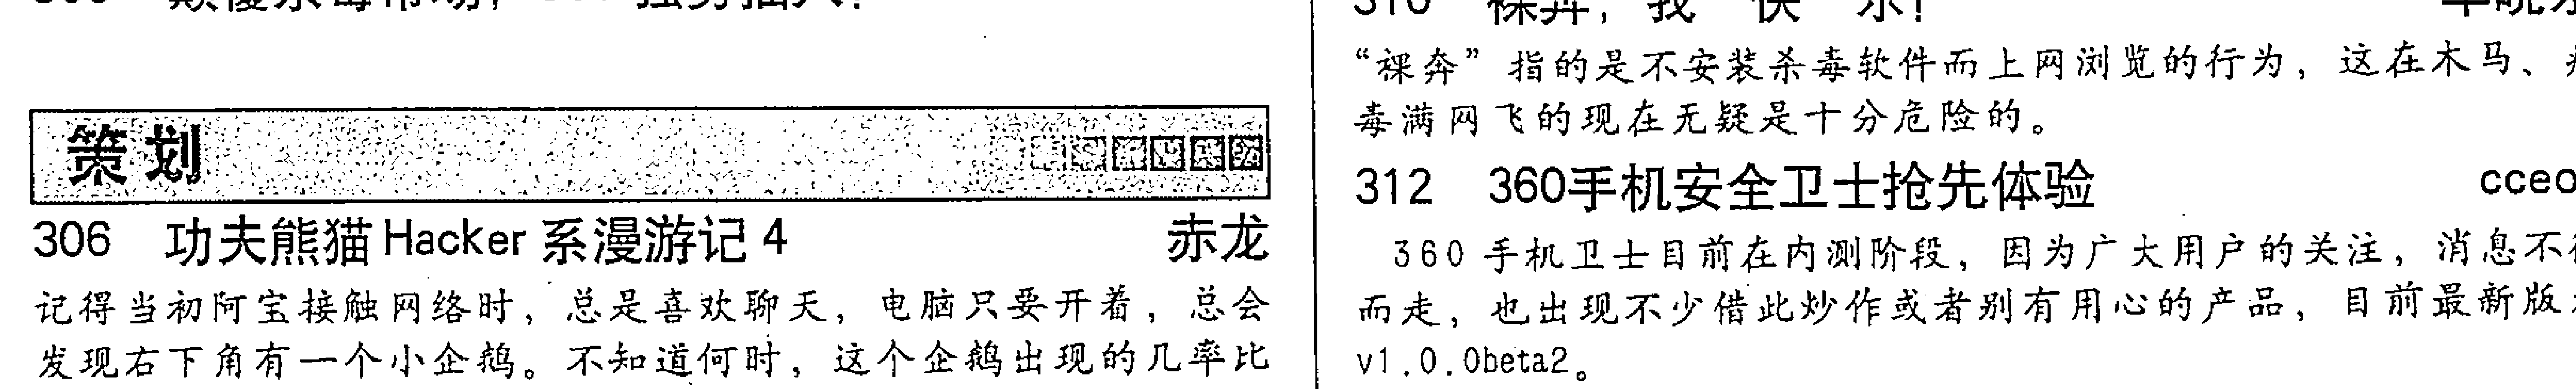 策划
306 功夫熊猫Hacker系漫游记4 赤龙
记得当初阿宝接触网络时，总是喜欢聊天，电脑只要开着，总会
发现右下角有一个小企鹅。不知道何时，这个企鹅出现的几率比
310 裸奔，我“快”乐！
“裸奔”指的是不安装杀毒软件而上网浏览的行为，这在木马、
毒满网飞的现在无疑是十分危险的。
312 360手机安全卫士抢先体验 cceo
360手机卫士目前在内测阶段，因为广大用户的关注，消息不
而走，也出现不少借此炒作或者别有用心的产品，目前最新版
v1.0.0beta2。